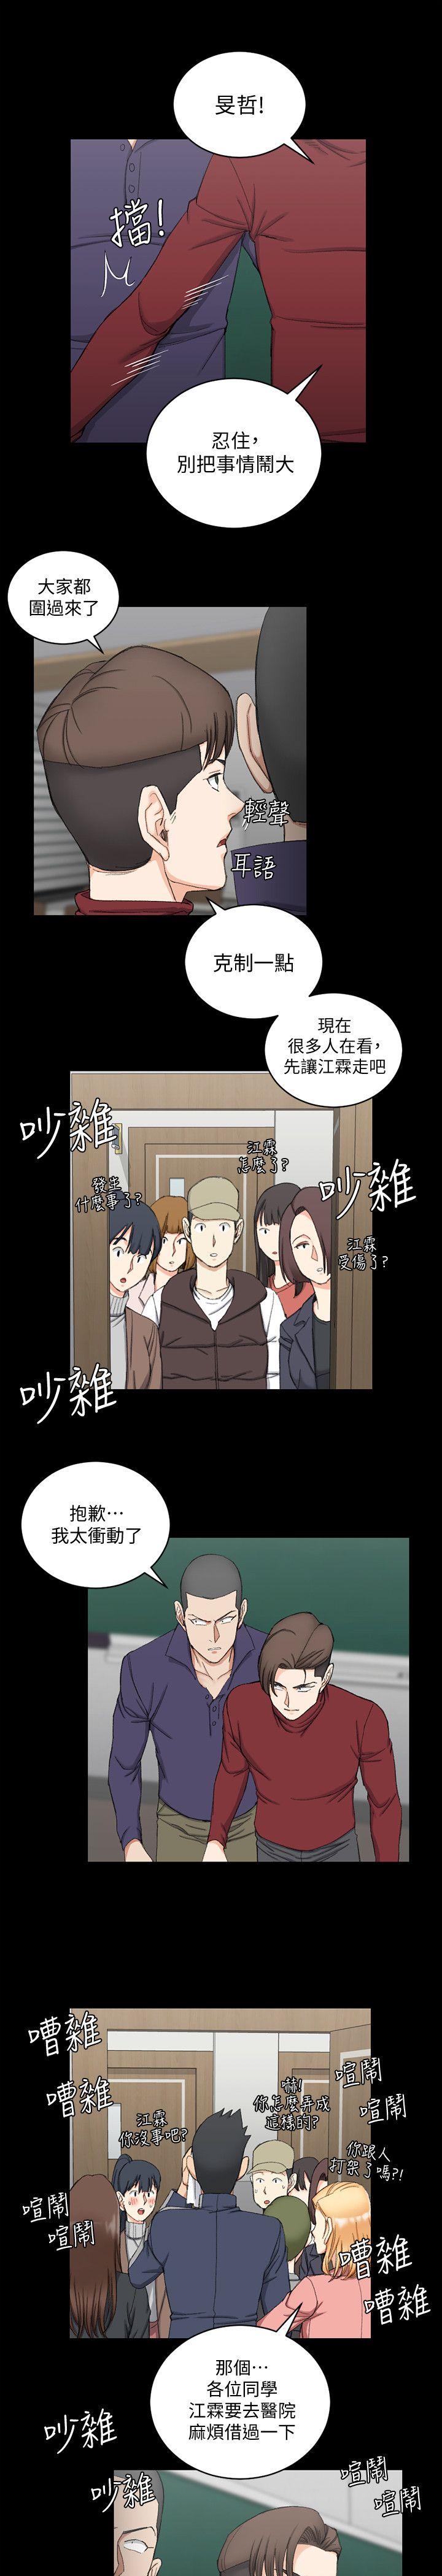 旻哲!
擋!
忍住,
別把事情鬧大
大家都
圍過來了
輕聲
耳語
克制一點
現在
很多人在看,
先讓江霖走吧
吵雜
江霖
怎麼了?
發生
什麼事了?
吵雜
江霖
受傷了?
吵雜
抱歉…
我太衝動了
嘈雜
嘈雜
江霖
你沒事吧?
嚇!
你怎麼弄成
這樣的?
喧鬧
喧鬧
你跟人
打架了嗎?!
喧鬧
喧鬧
嘈雜
嘈雜
那個…
各位同學
江霖要去醫院
麻煩借過一下
吵雜
吵雜
喧鬧
喧鬧